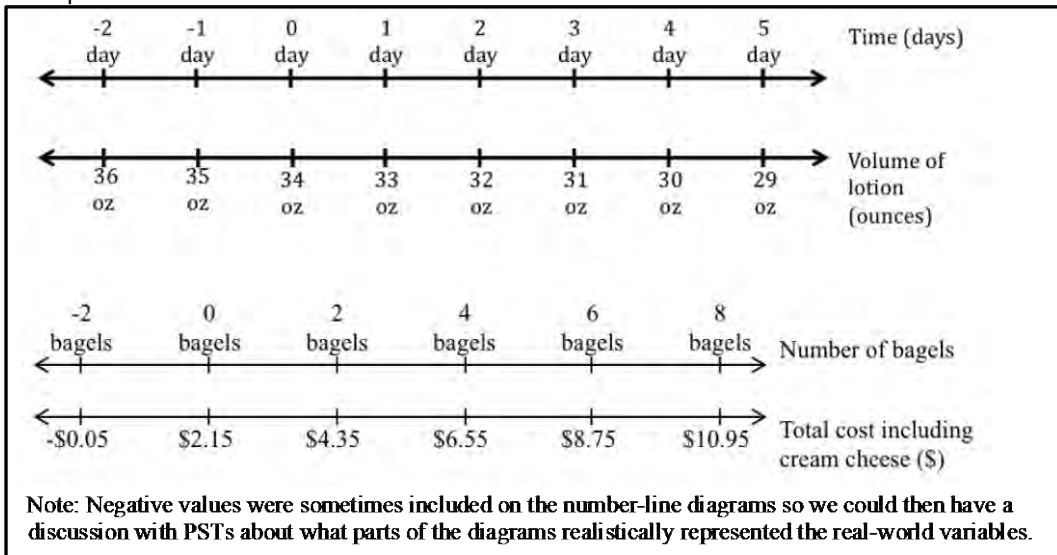 -2 -1 0 1 2 3 4 5
day day day day day day day day
Time (days)
36 35 34 33 32 31 30 29
oz oz oz oz oz oz oz oz
Volume of
lotion
(ounces)
-2 0 2 4 6 8
bagels bagels bagels bagels bagels bagels
Number of bagels
-$0.05 $2.15 $4.35 $6.55 $8.75 $10.95
Total cost including
cream cheese ($)
Note: Negative values were sometimes included on the number-line diagrams so we could then have a
discussion with PSTs about what parts of the diagrams realistically represented the real-world variables.